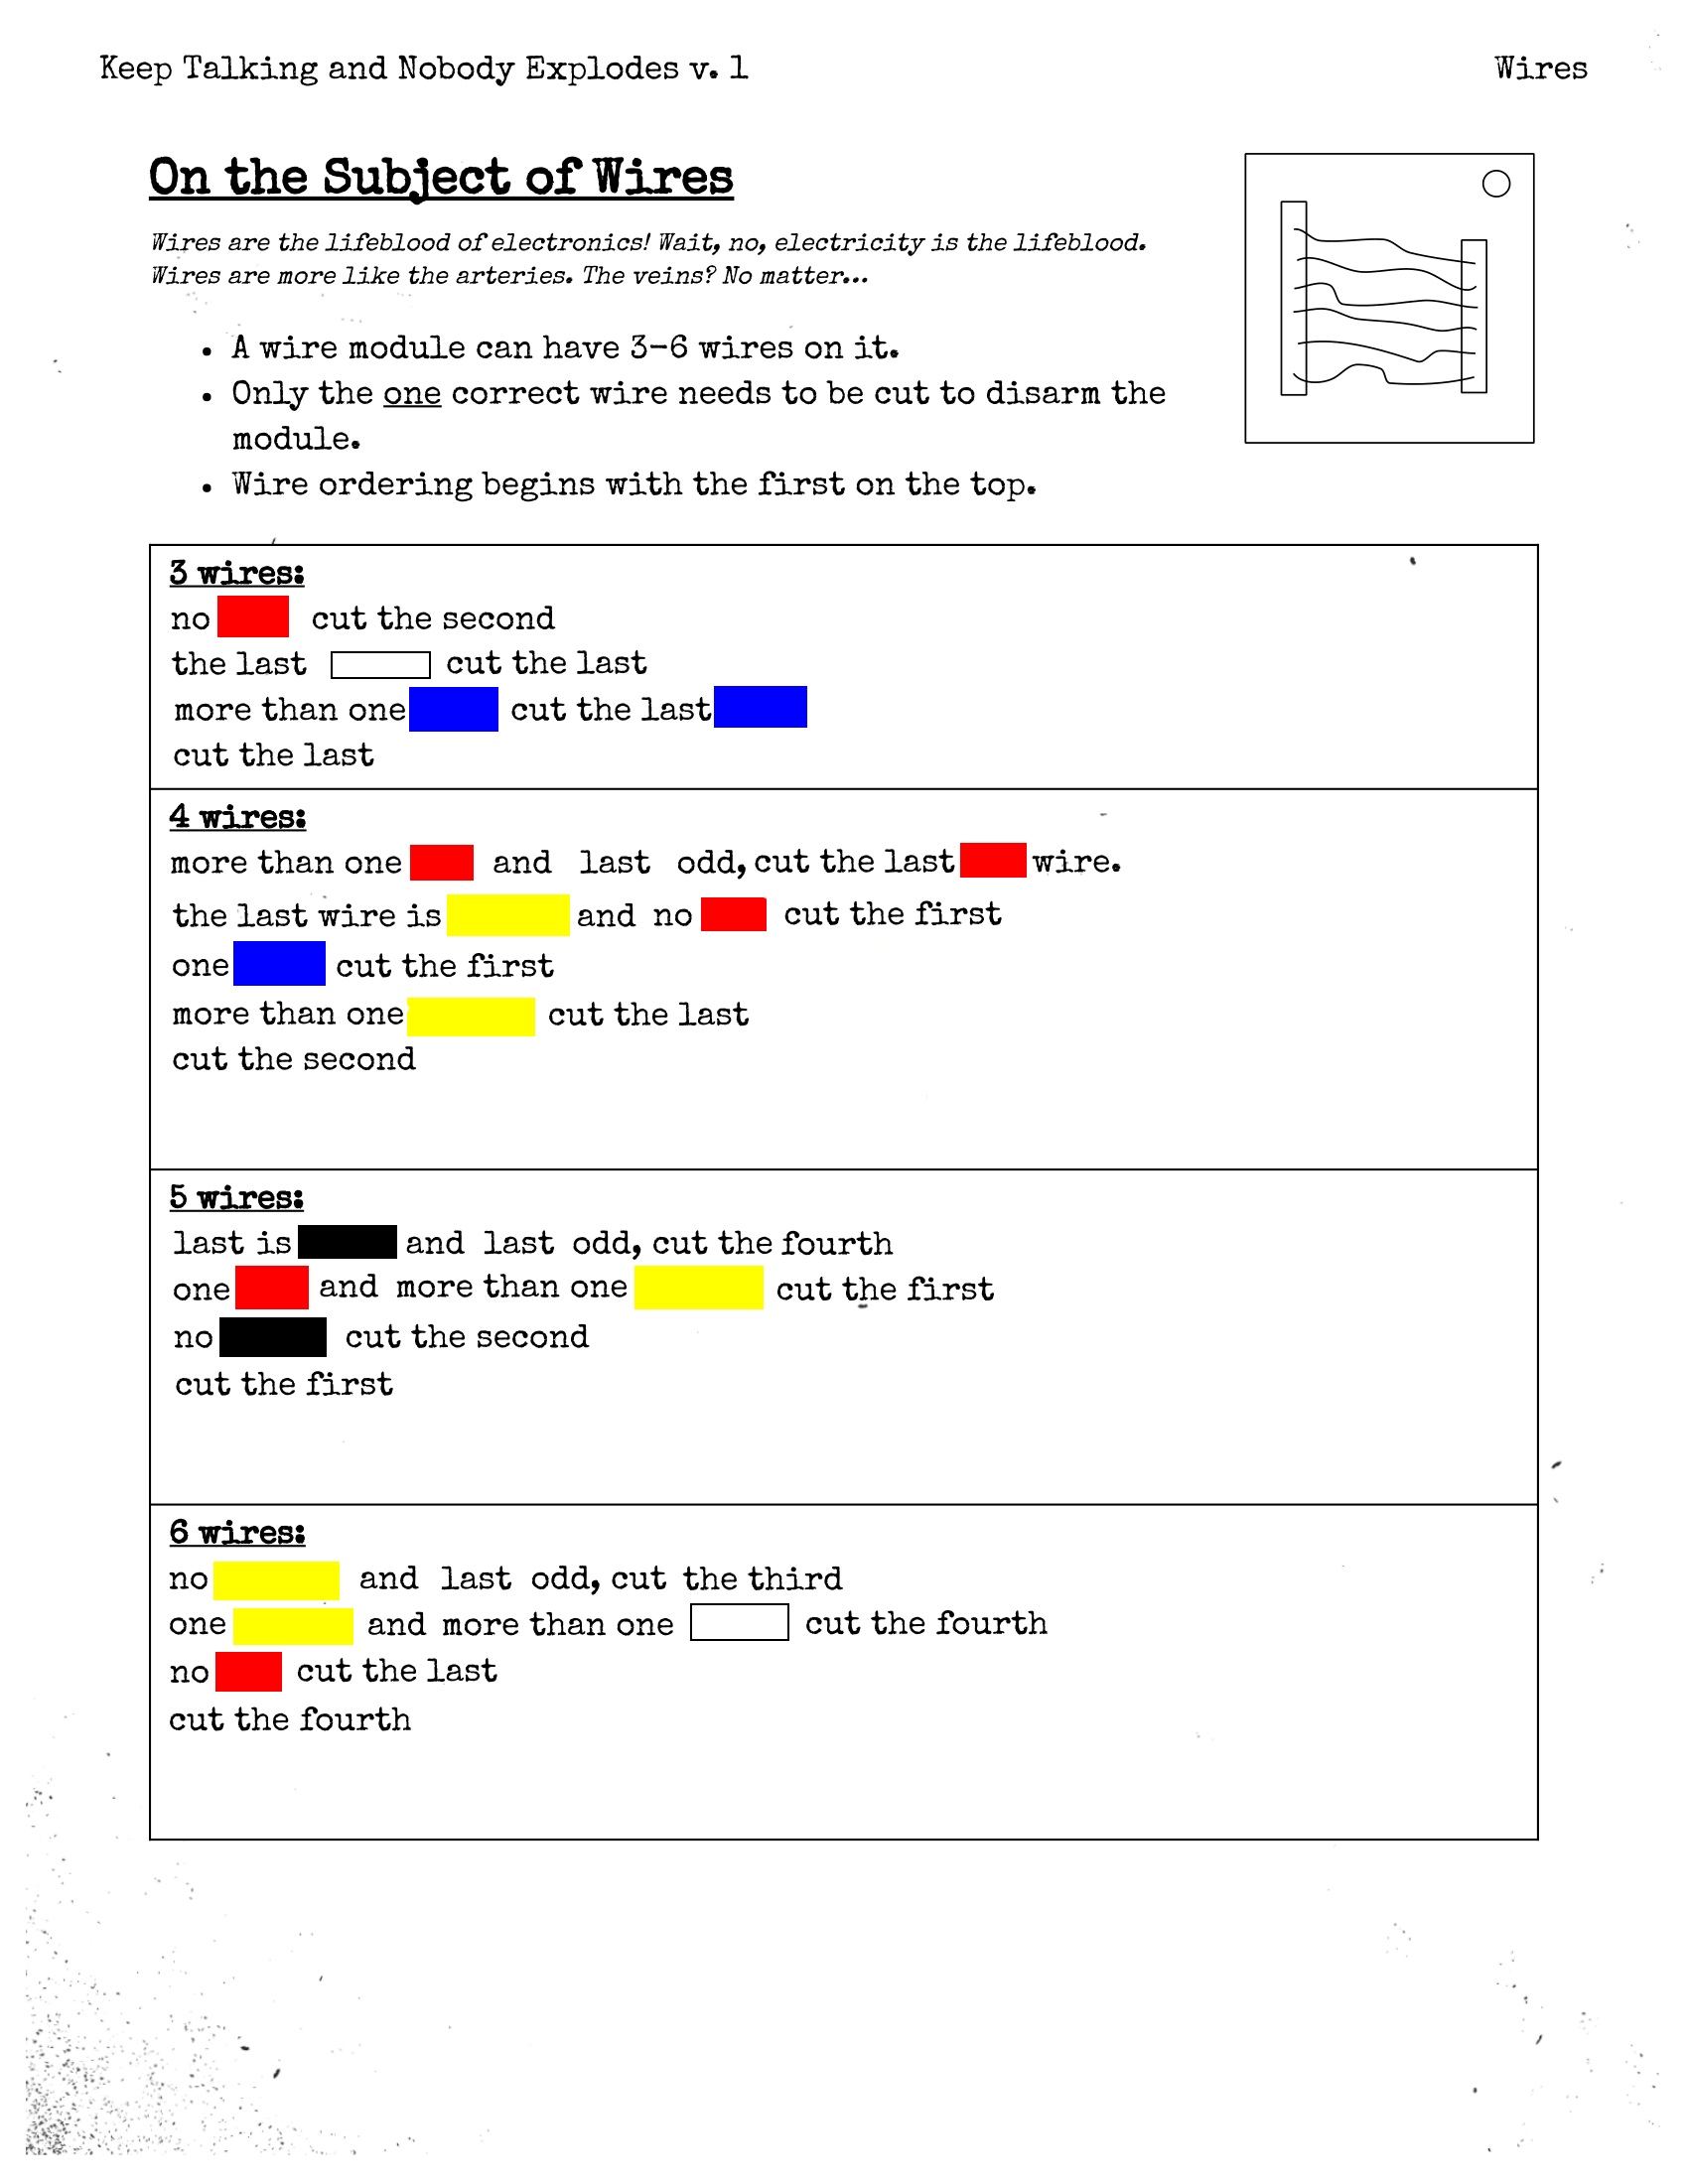 Keep Talking and Nobody Explodes v. 1
Wires
On the Subject of Wires
Wires are the lifeblood of electronics! Wait, no, electricity is the lifeblood.
Wires are more like the arteries. The veins? No matter…
• A wire module can have 3-6 wires on it.
• Only the one correct wire needs to be cut to disarm the
module.
• Wire ordering begins with the first on the top.
3 wires:
no cut the second
the last cut the last
more than one cut the last
cut the last
4 wires:
more than one and last odd, cut the last wire.
the last wire is and no cut the first
one cut the first
more than one cut the last
cut the second
5 wires:
last is and last odd, cut the fourth
one and more than one cut the first
no cut the second
cut the first
6 wires:
no and last odd, cut the third
one and more than one cut the fourth
no cut the last
cut the fourth